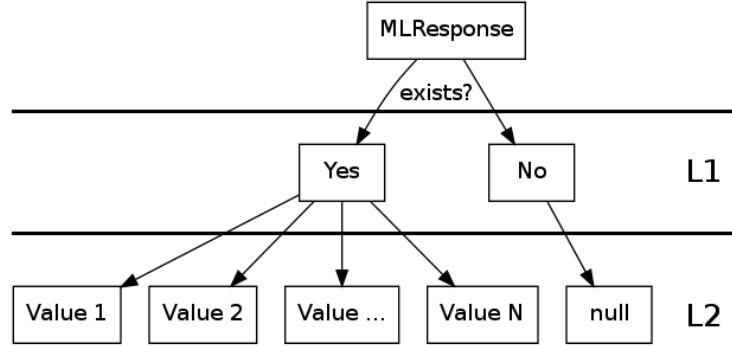 MLResponse
exists?
Yes
No
L1
Value 1
Value 2
Value ...
Value N
null
L2